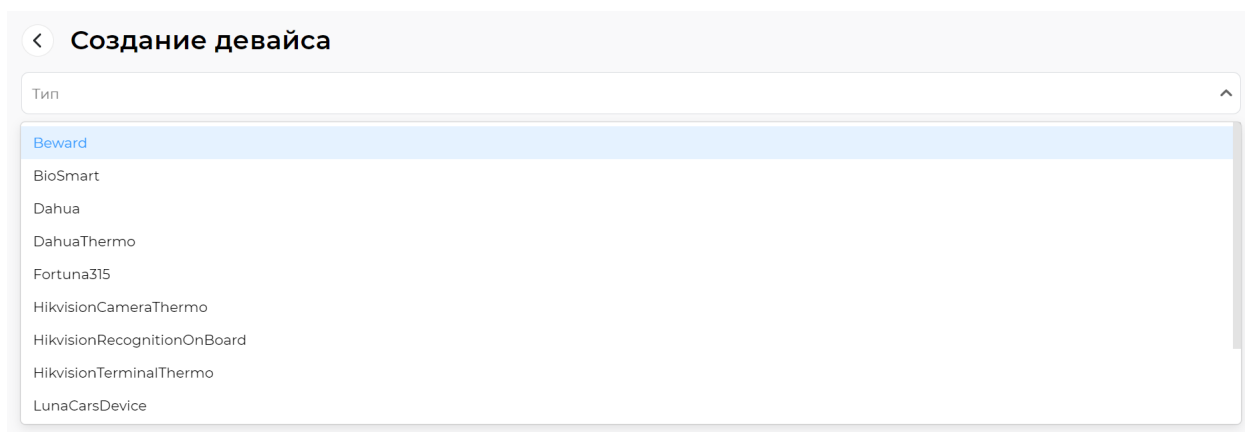 Создание девайса
Тип
Beward
BioSmart
Dahua
DahuaThermo
Fortuna315
HikvisionCameraThermo
HikvisionRecognitionOnBoard
HikvisionTerminalThermo
LunaCarsDevice